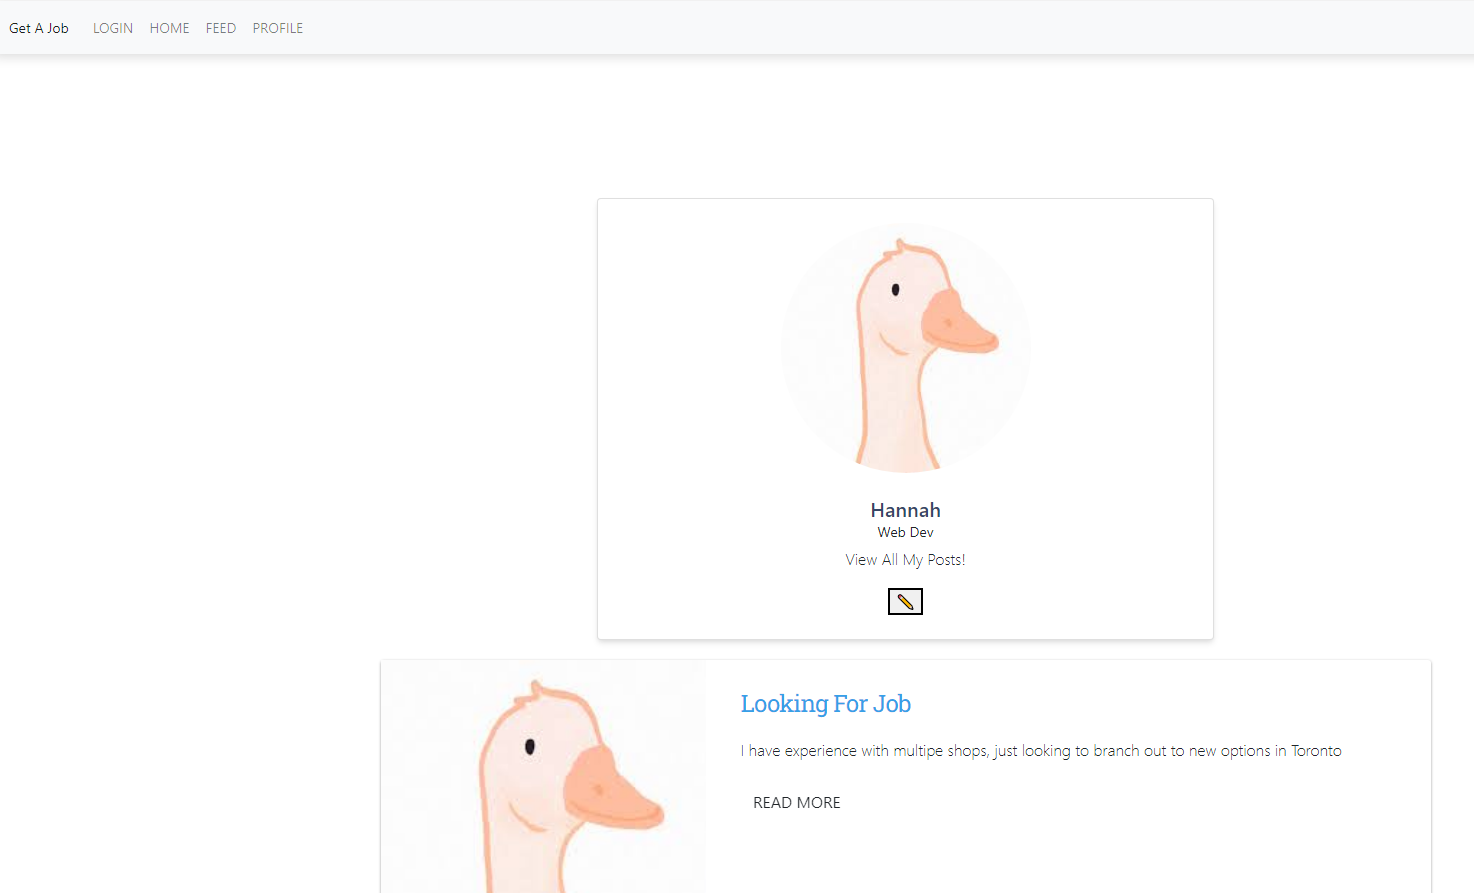 Get A Job LOGIN HOME FEED PROFILE
Hannah
Web Dev
View All My Posts!
Looking For Job
I have experience with multipe shops, just looking to branch out to new options in Toronto
READ MORE